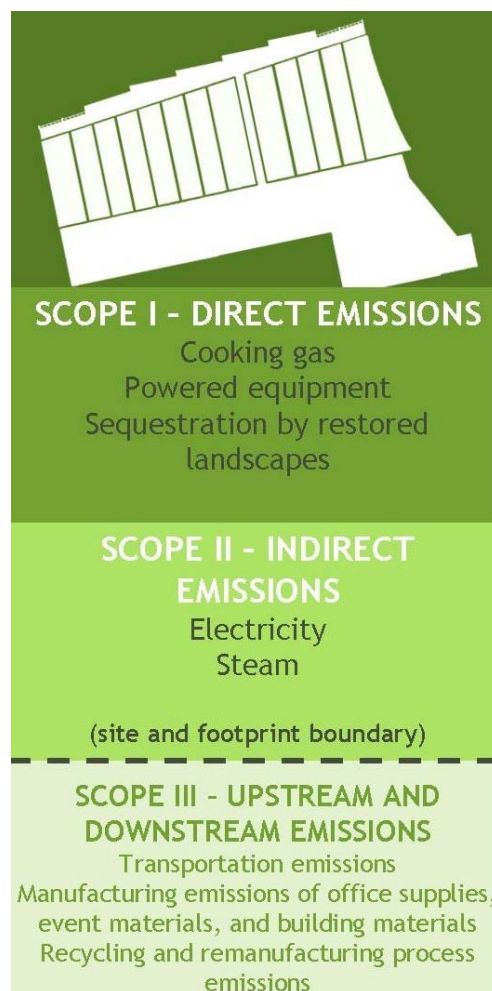 SCOPE I – DIRECT EMISSIONS
Cooking gas
Powered equipment
Sequestration by restored
landscapes
SCOPE II – INDIRECT
EMISSIONS
Electricity
Steam
(site and footprint boundary)
SCOPE III – UPSTREAM AND
DOWNSTREAM EMISSIONS
Transportation emissions
Manufacturing emissions of office supplies,
event materials, and building materials
Recycling and remanufacturing process
emissions